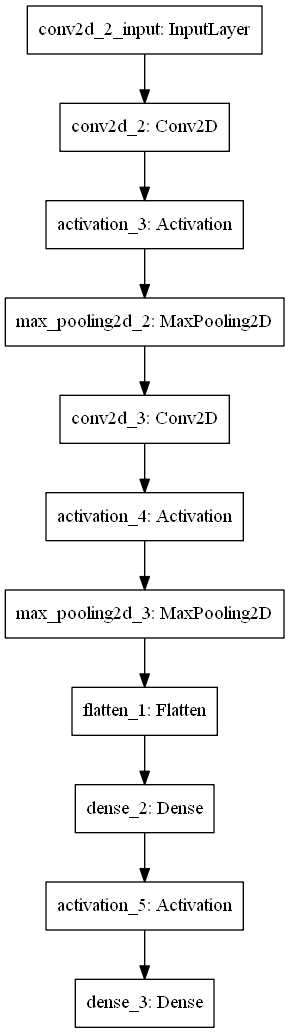 conv2d_2_input: InputLayer
conv2d_2: Conv2D
activation_3: Activation
max_pooling2d_2: MaxPooling2D
conv2d_3: Conv2D
activation_4: Activation
max_pooling2d_3: MaxPooling2D
flatten_1: Flatten
dense_2: Dense
activation_5: Activation
dense_3: Dense